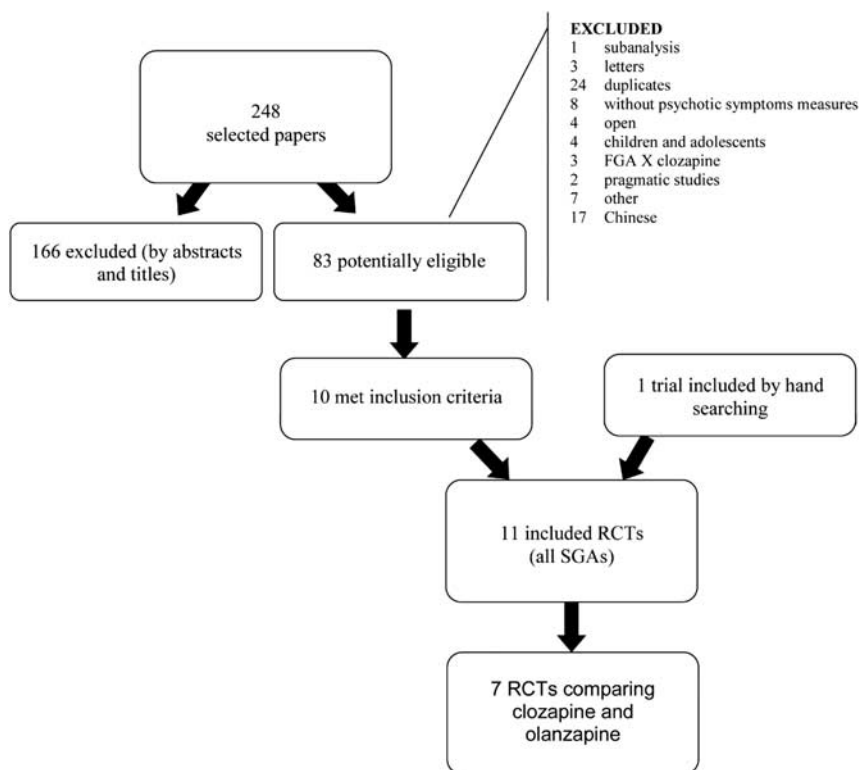 248
selected papers
EXCLUDED
1 subanalysis
3 letters
24 duplicates
8 without psychotic symptoms measures
4 open
4 children and adolescents
3 FGA X clozapine
2 pragmatic studies
7 other
17 Chinese
166 excluded (by abstracts
and titles)
83 potentially eligible
10 met inclusion criteria
1 trial included by hand
searching
11 included RCTs
(all SGAs)
7 RCTs comparing
clozapine and
olanzapine